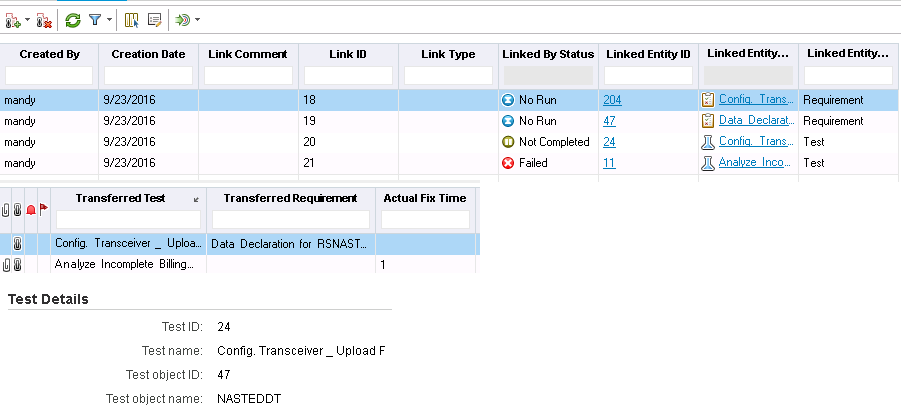 Created By Creation Date Link Comment Link ID Link Type Linked By Status Linked Entity ID Linked Entity... Linked Entity...
mandy 9/23/2016 18 No Run 204 Config. Trans... Requirement
mandy 9/23/2016 19 No Run 47 Data Declarat... Requirement
mandy 9/23/2016 20 Not Completed 24 Config. Trans... Test
mandy 9/23/2016 21 Failed 11 Analyze Inco... Test
Transferred Test Transferred Requirement Actual Fix Time
Config. Transceiver _ Uploa... Data Declaration for RSNAST...
Analyze Incomplete Billing... 1
Test Details
Test ID: 24
Test name: Config. Transceiver _ Upload F
Test object ID: 47
Test object name: NASTEDDT